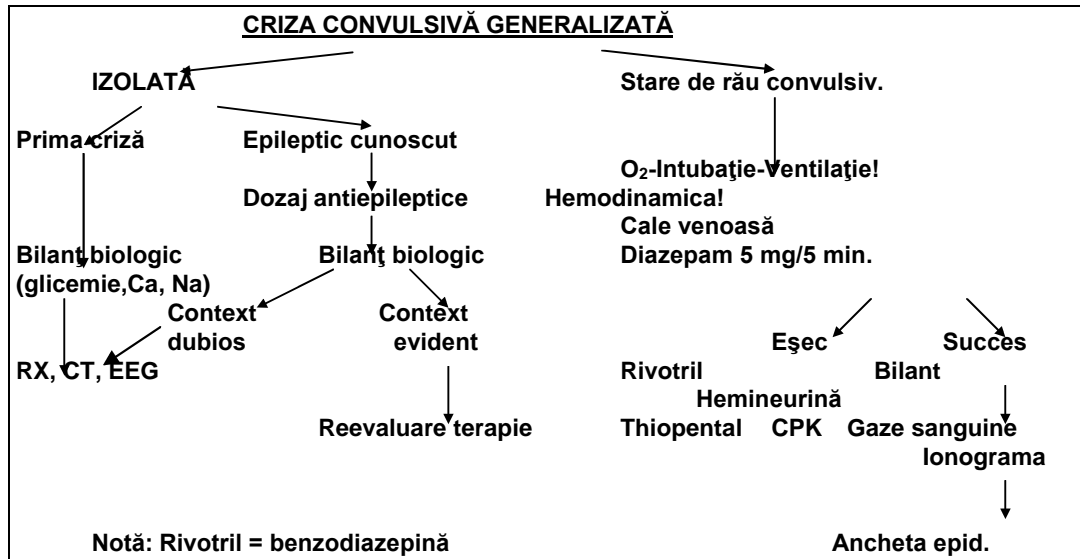 CRIZA CONVULSIVĂ GENERALIZATĂ
IZOLATĂ Stare de rău convulsiv.
Prima criză Epileptic cunoscut
O₂-Intubaţie-Ventilaţie!
Dozaj antiepileptice Hemodinamica!
Cale venoasă
Bilanţ biologic Bilanţ biologic Diazepam 5 mg/5 min.
(glicemie,Ca, Na)
Context Context
dubios evident Eşec Succes
RX, CT, EEG Rivotril Bilant
Hemineurină
Reevaluare terapie Thiopental CPK Gaze sanguine
Ionograma
Notă: Rivotril = benzodiazepină Ancheta epid.